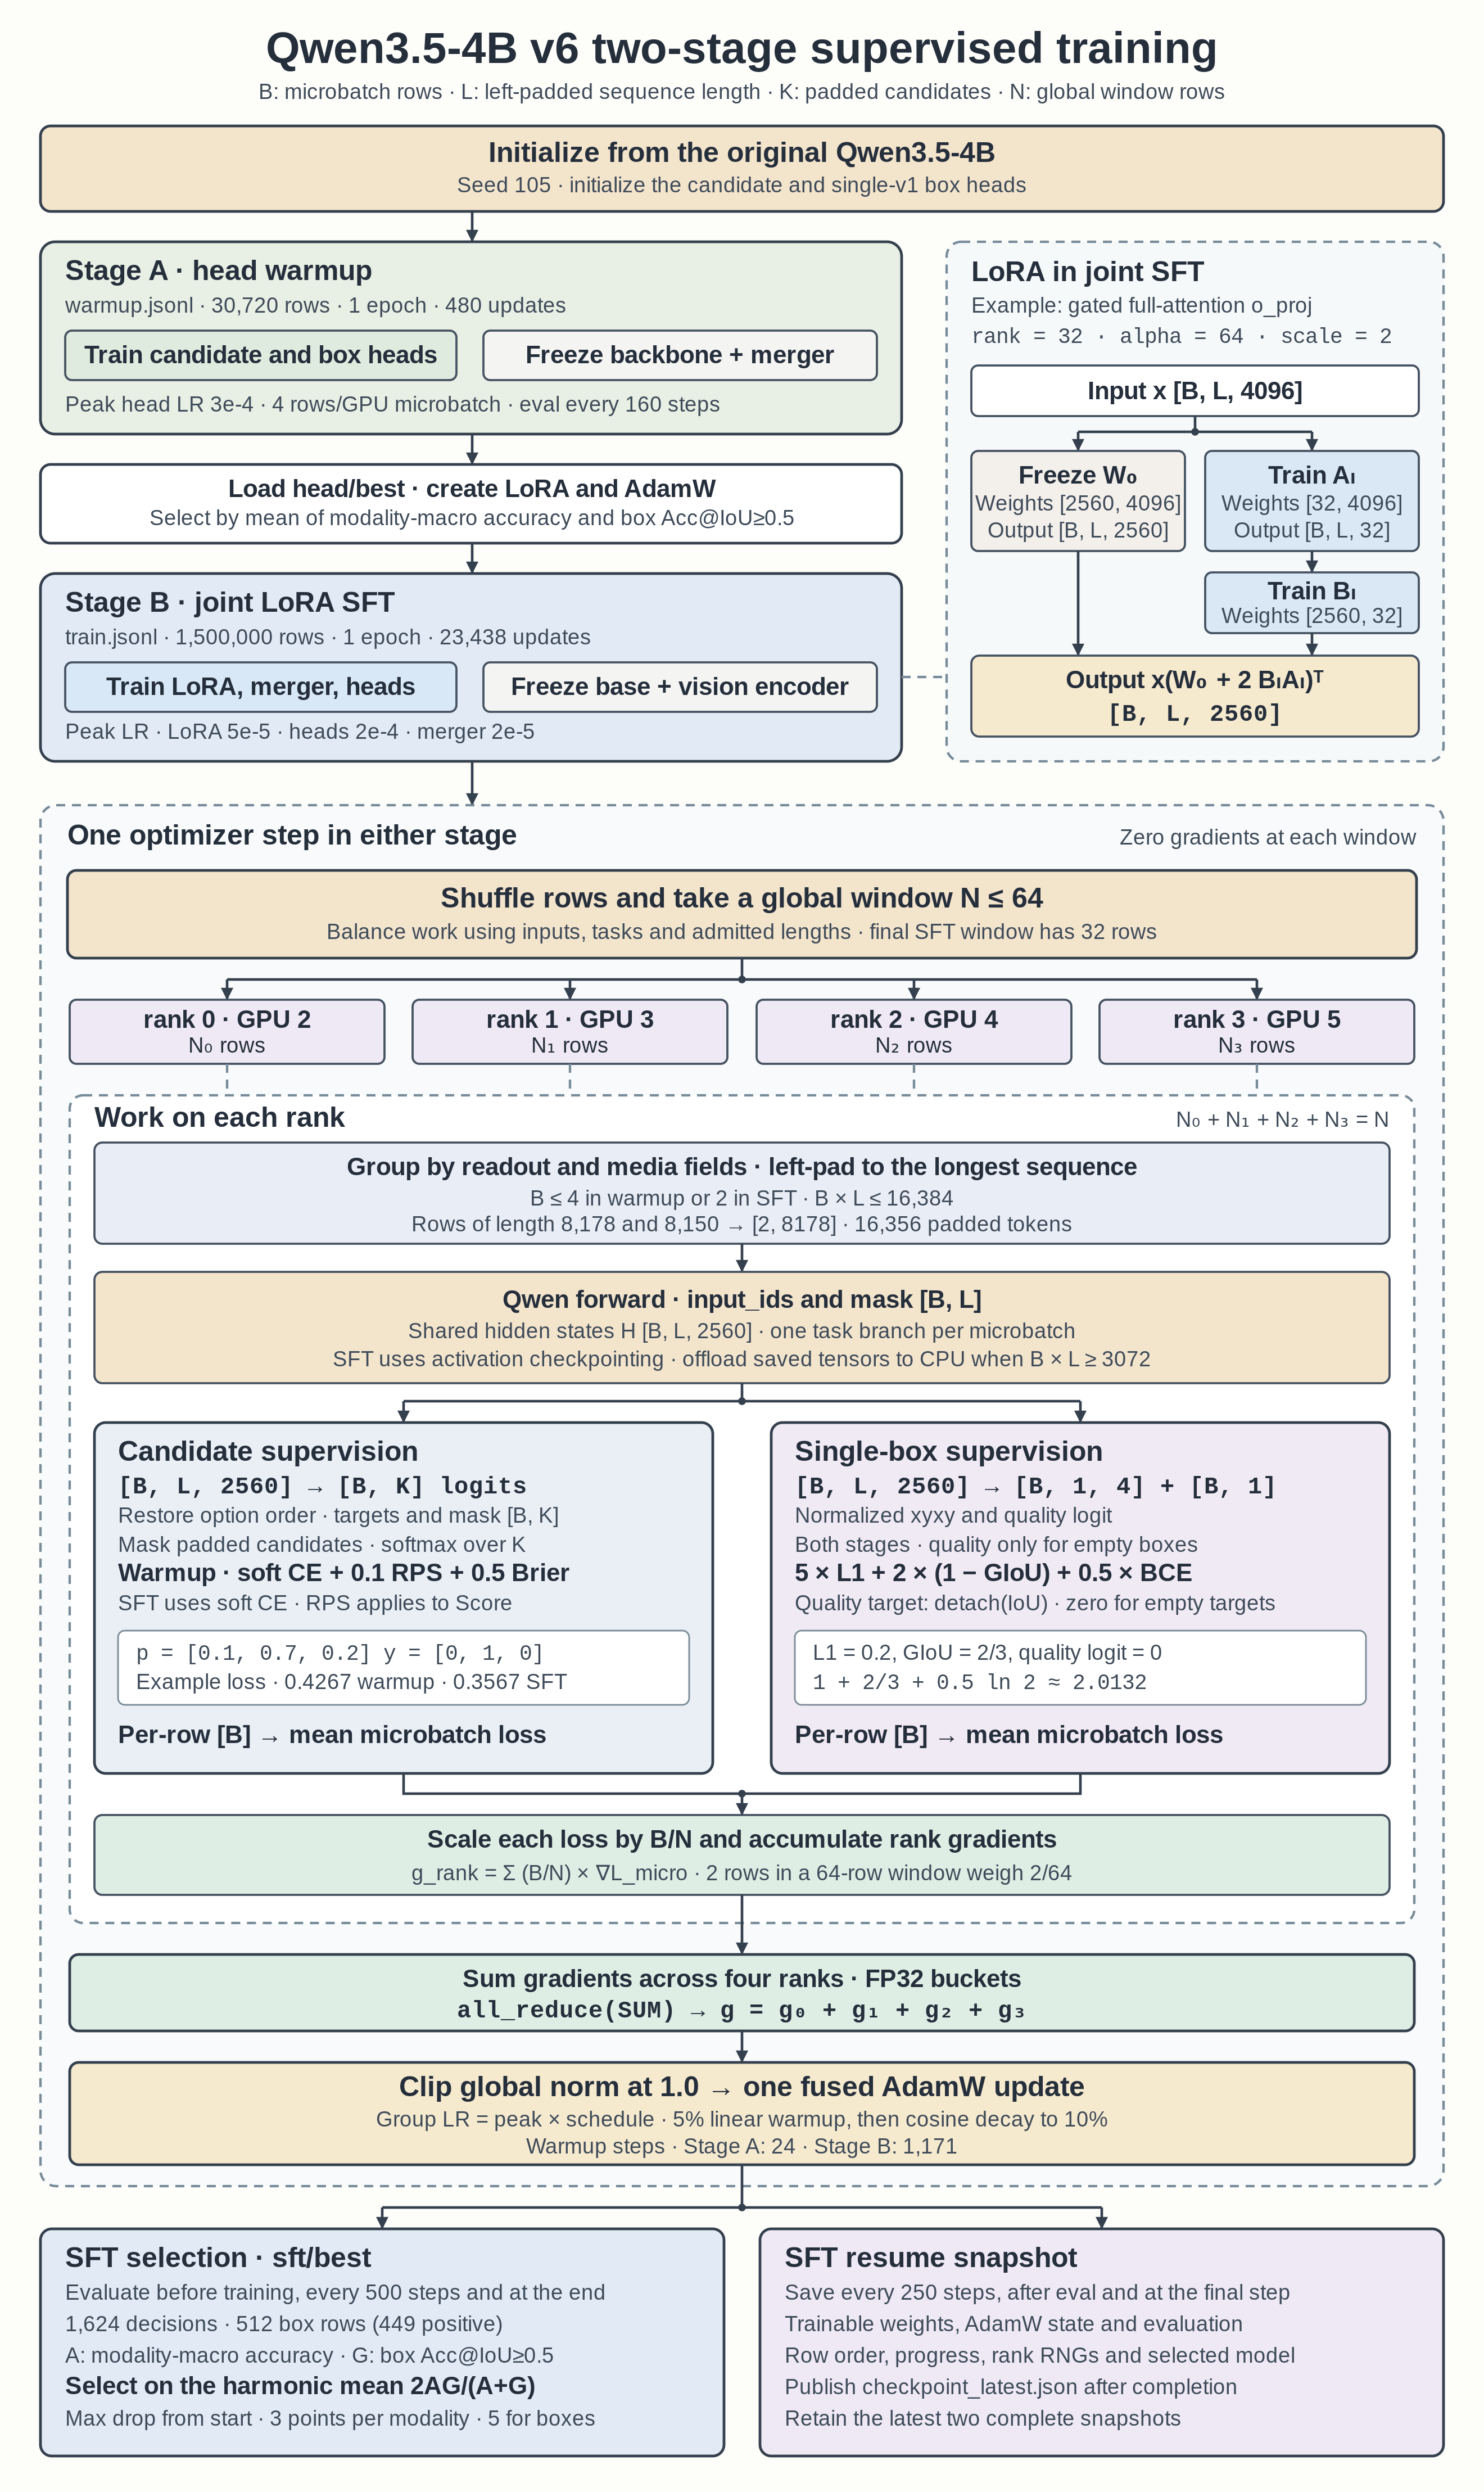 Qwen3.5-4B v6 two-stage supervised training
B: microbatch rows · L: left-padded sequence length · K: padded candidates · N: global window rows
Initialize from the original Qwen3.5-4B
Seed 105 · initialize the candidate and single-v1 box heads
Stage A · head warmup
warmup.jsonl · 30,720 rows · 1 epoch · 480 updates
Train candidate and box heads
Freeze backbone + merger
Peak head LR 3e-4 · 4 rows/GPU microbatch · eval every 160 steps
Load head/best · create LoRA and AdamW
Select by mean of modality-macro accuracy and box Acc@IoU≥0.5
Stage B · joint LoRA SFT
train.jsonl · 1,500,000 rows · 1 epoch · 23,438 updates
Train LoRA, merger, heads
Freeze base + vision encoder
Peak LR · LoRA 5e-5 · heads 2e-4 · merger 2e-5
LoRA in joint SFT
Example: gated full-attention o_proj
rank = 32 · alpha = 64 · scale = 2
Input x [B, L, 4096]
Freeze W₀
Weights [2560, 4096]
Output [B, L, 2560]
Train Aₗ
Weights [32, 4096]
Output [B, L, 32]
Train Bₗ
Weights [2560, 32]
Output x(W₀ + 2 BₗAₗ)ᵀ
[B, L, 2560]
One optimizer step in either stage
Zero gradients at each window
Shuffle rows and take a global window N ≤ 64
Balance work using inputs, tasks and admitted lengths · final SFT window has 32 rows
rank 0 · GPU 2
N₀ rows
rank 1 · GPU 3
N₁ rows
rank 2 · GPU 4
N₂ rows
rank 3 · GPU 5
N₃ rows
Work on each rank
N₀ + N₁ + N₂ + N₃ = N
Group by readout and media fields · left-pad to the longest sequence
B ≤ 4 in warmup or 2 in SFT · B × L ≤ 16,384
Rows of length 8,178 and 8,150 → [2, 8178] · 16,356 padded tokens
Qwen forward · input_ids and mask [B, L]
Shared hidden states H [B, L, 2560] · one task branch per microbatch
SFT uses activation checkpointing · offload saved tensors to CPU when B × L ≥ 3072
Candidate supervision
[B, L, 2560] → [B, K] logits
Restore option order · targets and mask [B, K]
Mask padded candidates · softmax over K
Warmup · soft CE + 0.1 RPS + 0.5 Brier
SFT uses soft CE · RPS applies to Score
p = [0.1, 0.7, 0.2] y = [0, 1, 0]
Example loss · 0.4267 warmup · 0.3567 SFT
Per-row [B] → mean microbatch loss
Single-box supervision
[B, L, 2560] → [B, 1, 4] + [B, 1]
Normalized xyxy and quality logit
Both stages · quality only for empty boxes
5 × L1 + 2 × (1 − GIoU) + 0.5 × BCE
Quality target: detach(IoU) · zero for empty targets
L1 = 0.2, GIoU = 2/3, quality logit = 0
1 + 2/3 + 0.5 ln 2 ≈ 2.0132
Per-row [B] → mean microbatch loss
Scale each loss by B/N and accumulate rank gradients
g_rank = Σ (B/N) × ∇L_micro · 2 rows in a 64-row window weigh 2/64
Sum gradients across four ranks · FP32 buckets
all_reduce(SUM) → g = g₀ + g₁ + g₂ + g₃
Clip global norm at 1.0 → one fused AdamW update
Group LR = peak × schedule · 5% linear warmup, then cosine decay to 10%
Warmup steps · Stage A: 24 · Stage B: 1,171
SFT selection · sft/best
Evaluate before training, every 500 steps and at the end
1,624 decisions · 512 box rows (449 positive)
A: modality-macro accuracy · G: box Acc@IoU≥0.5
Select on the harmonic mean 2AG/(A+G)
Max drop from start · 3 points per modality · 5 for boxes
SFT resume snapshot
Save every 250 steps, after eval and at the final step
Trainable weights, AdamW state and evaluation
Row order, progress, rank RNGs and selected model
Publish checkpoint_latest.json after completion
Retain the latest two complete snapshots